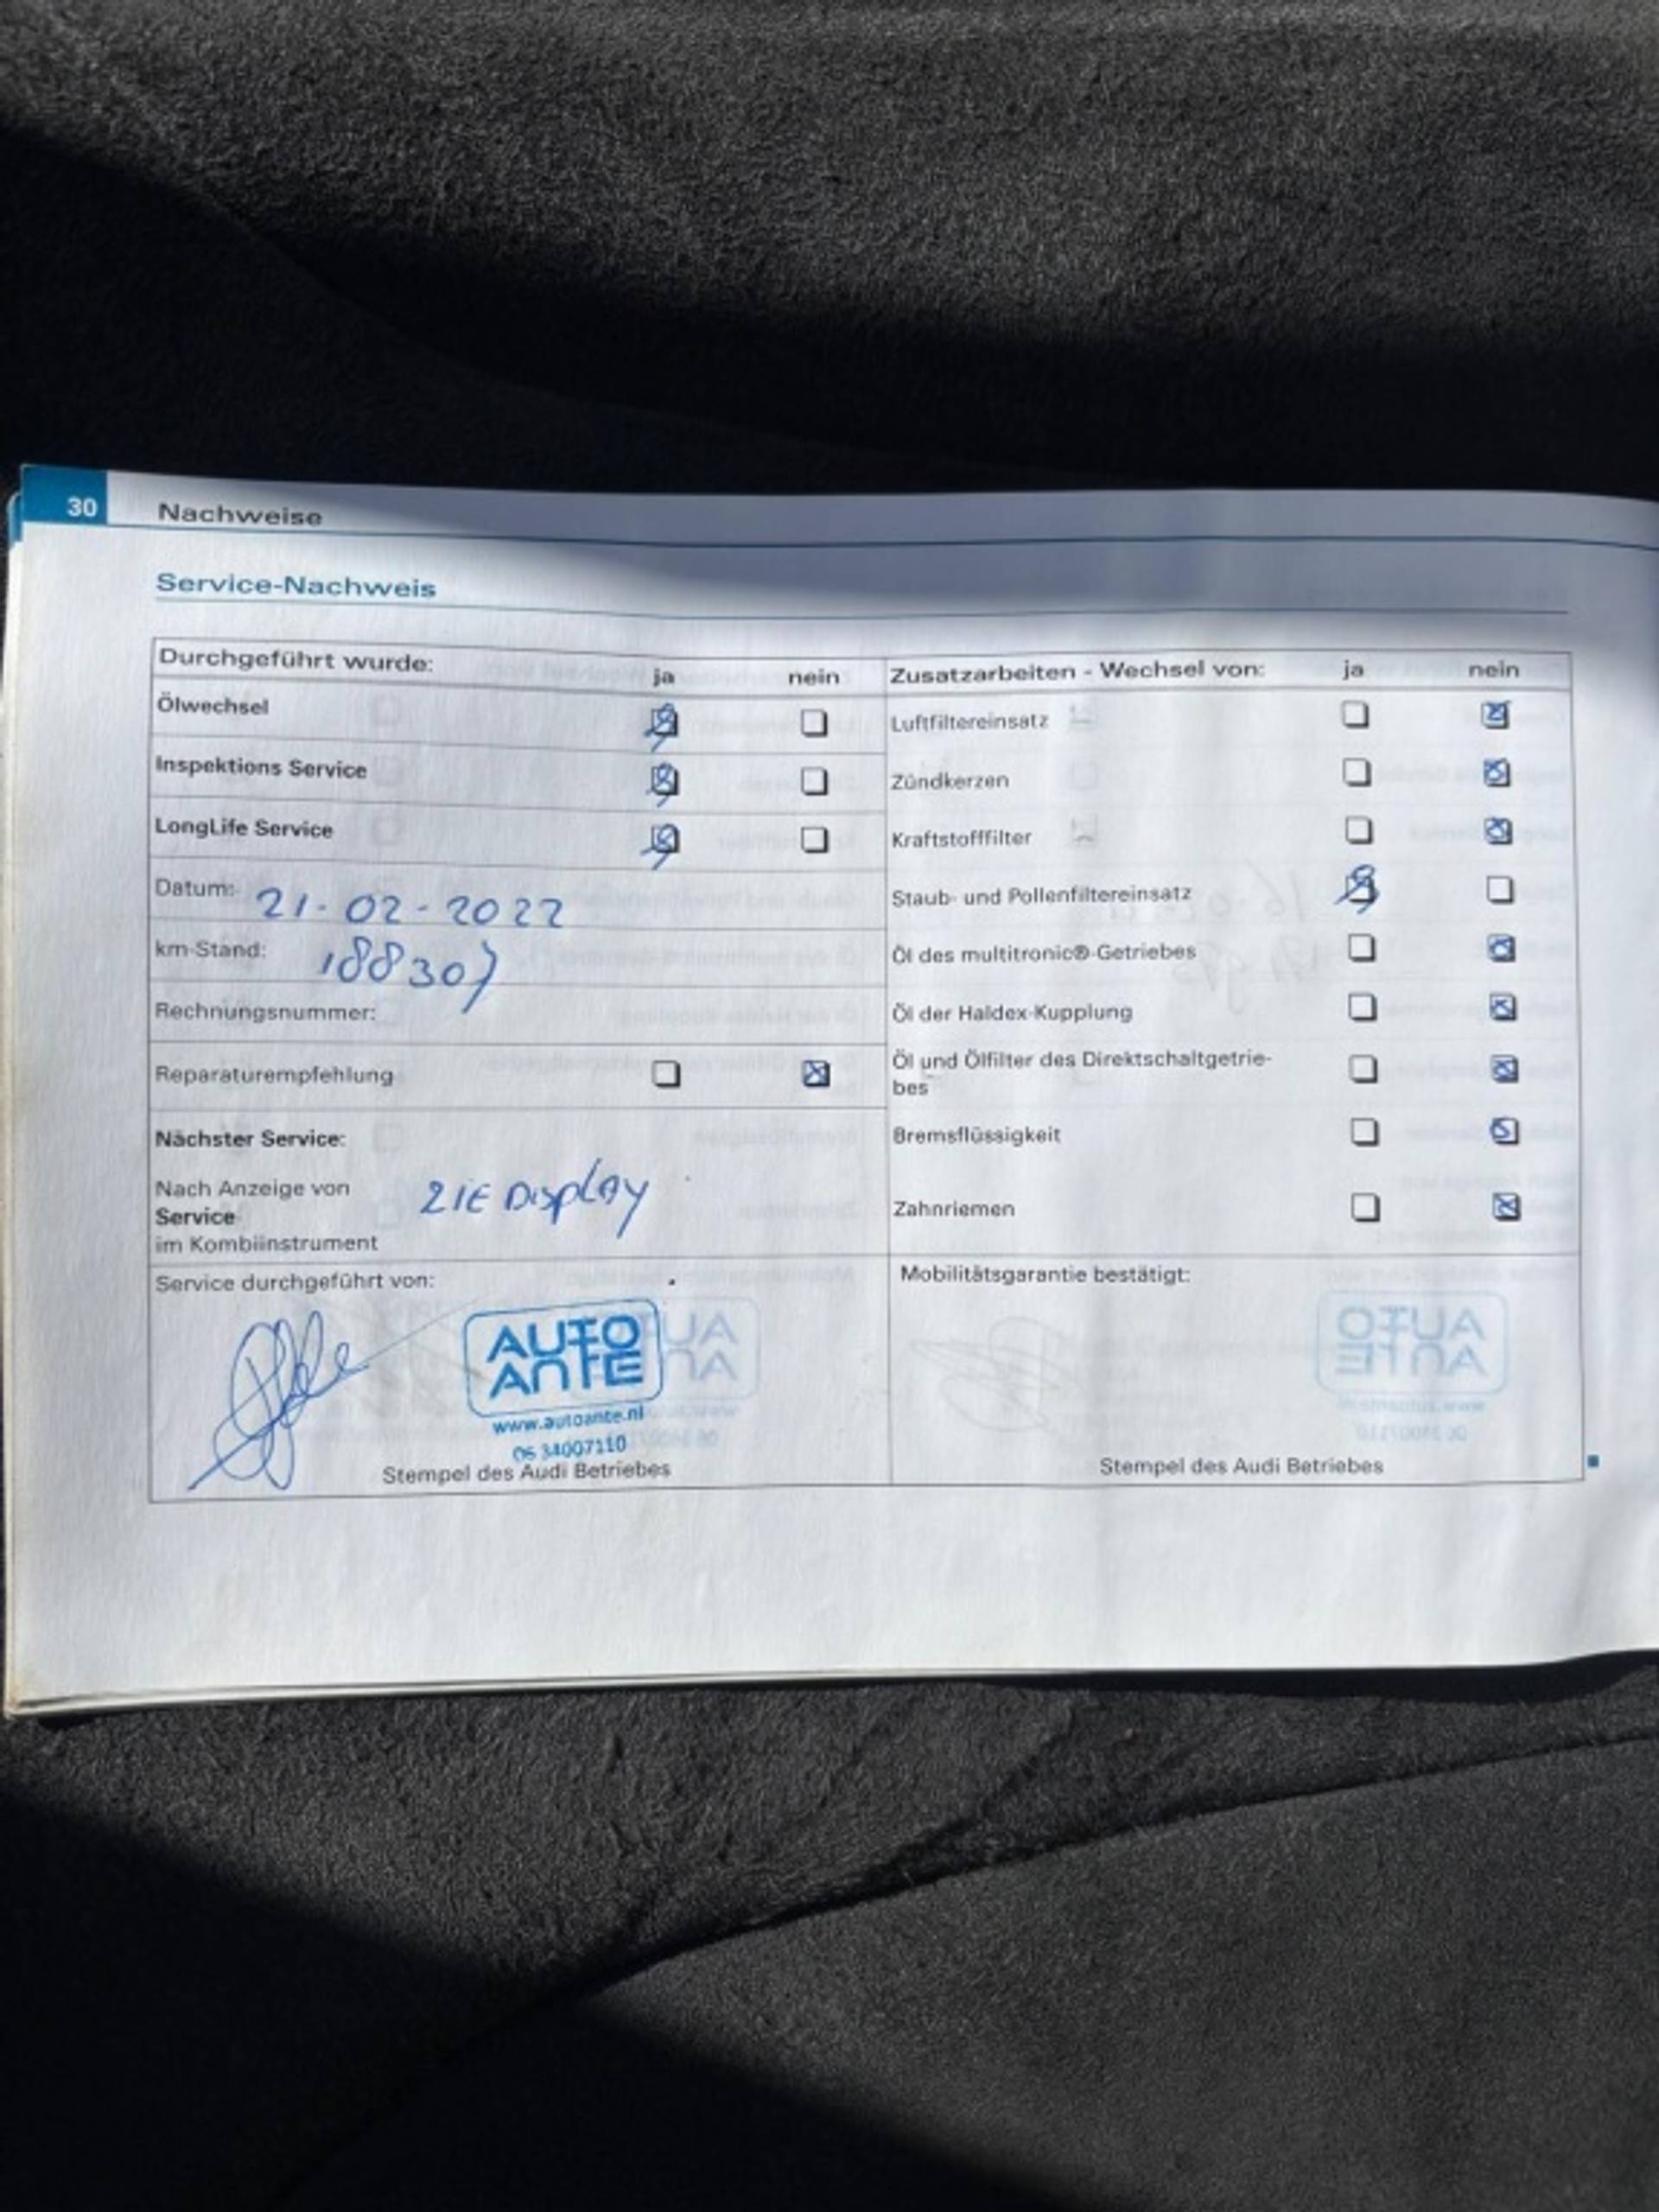 30 Nachweise
Service-Nachweis
Durchgeführt wurde: ja nein
Ölwechsel
Inspektions Service
LongLife Service
Datum: 21-02-2022
km-Stand: 188307
Rechnungsnummer:
Reparaturempfehlung
Nächster Service:
Nach Anzeige von
Service
im Kombiinstrument
ZIE Display
Service durchgeführt von:
AUTO
ANTE
www.autoante.nl
06 34007110
Stempel des Audi Betriebes
Zusatzarbeiten - Wechsel von: ja nein
Luftfiltereinsatz
Zündkerzen
Kraftstofffilter
Staub- und Pollenfiltereinsatz
Öl des multitronic®-Getriebes
Öl der Haldex-Kupplung
Öl und Ölfilter des Direktschaltgetrie-
bes
Bremsflüssigkeit
Zahnriemen
Mobilitätsgarantie bestätigt:
Stempel des Audi Betriebes